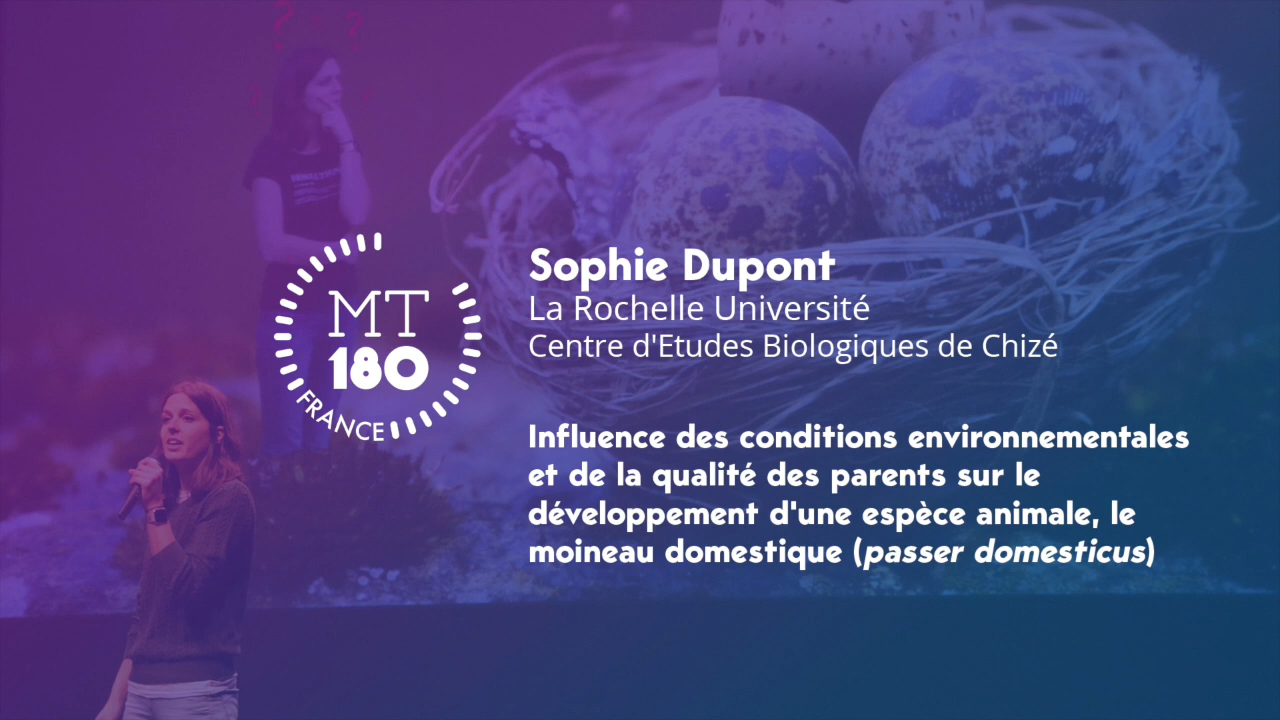 MT
180
FRANCE
Sophie Dupont
La Rochelle Université
Centre d'Etudes Biologiques de Chizé
Influence des conditions environnementales
et de la qualité des parents sur le
développement d'une espèce animale, le
moineau domestique (passer domesticus)